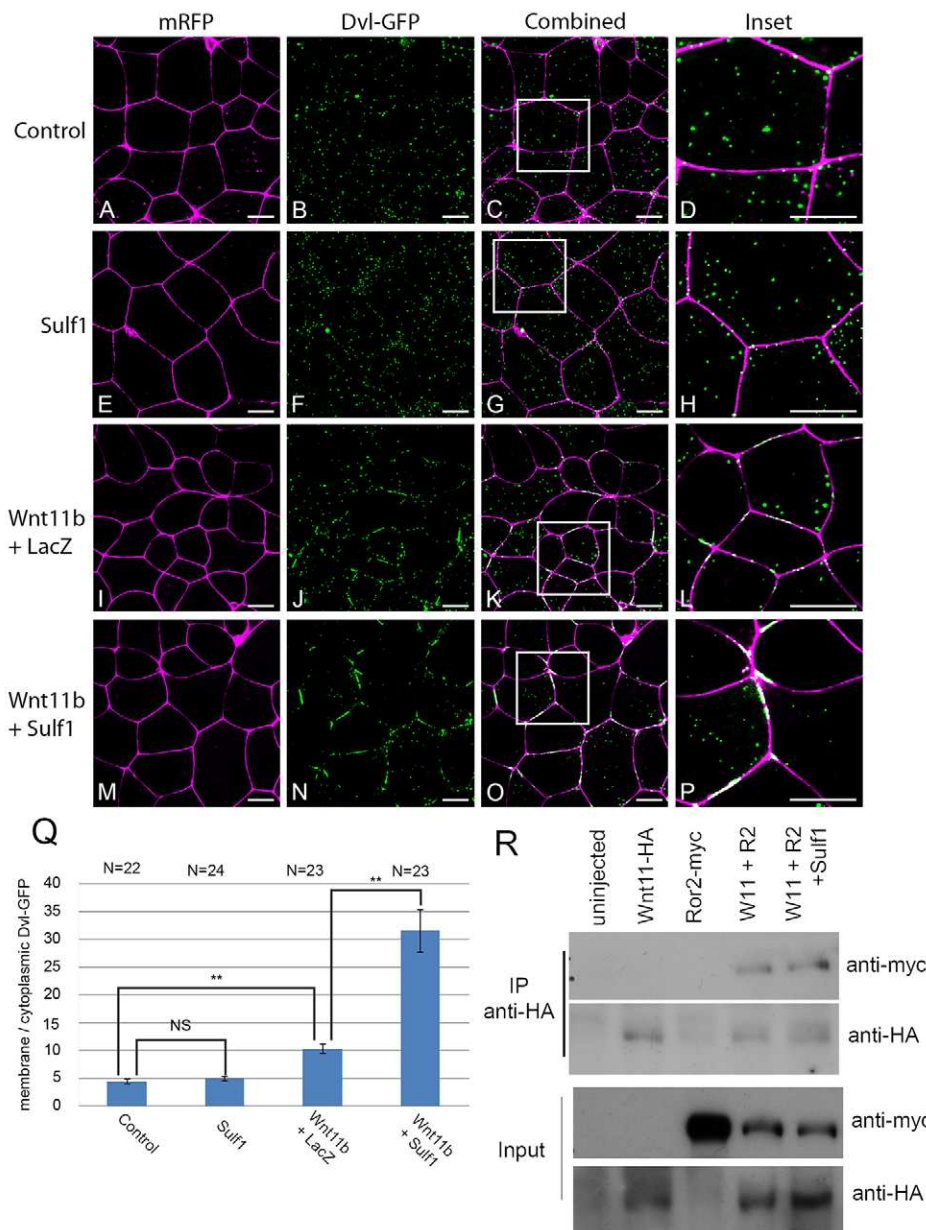 mRFP Dvl-GFP Combined Inset
Control
A B C D
Sulf1
E F G H
Wnt11b
+ LacZ
I J K L
Wnt11b
+ Sulf1
M N O P
Q
N=22 N=24 N=23 N=23
**
**
NS
membrane / cytoplasmic Dvl-GFP
40
35
30
25
20
15
10
5
0
Control
Sulf1
Wnt11b
+ LacZ
Wnt11b
+ Sulf1
R
uninjected
Wnt11-HA
Ror2-myc
W11 + R2
W11 + R2
+Sulf1
IP
anti-HA
anti-myc
anti-HA
Input
anti-myc
anti-HA